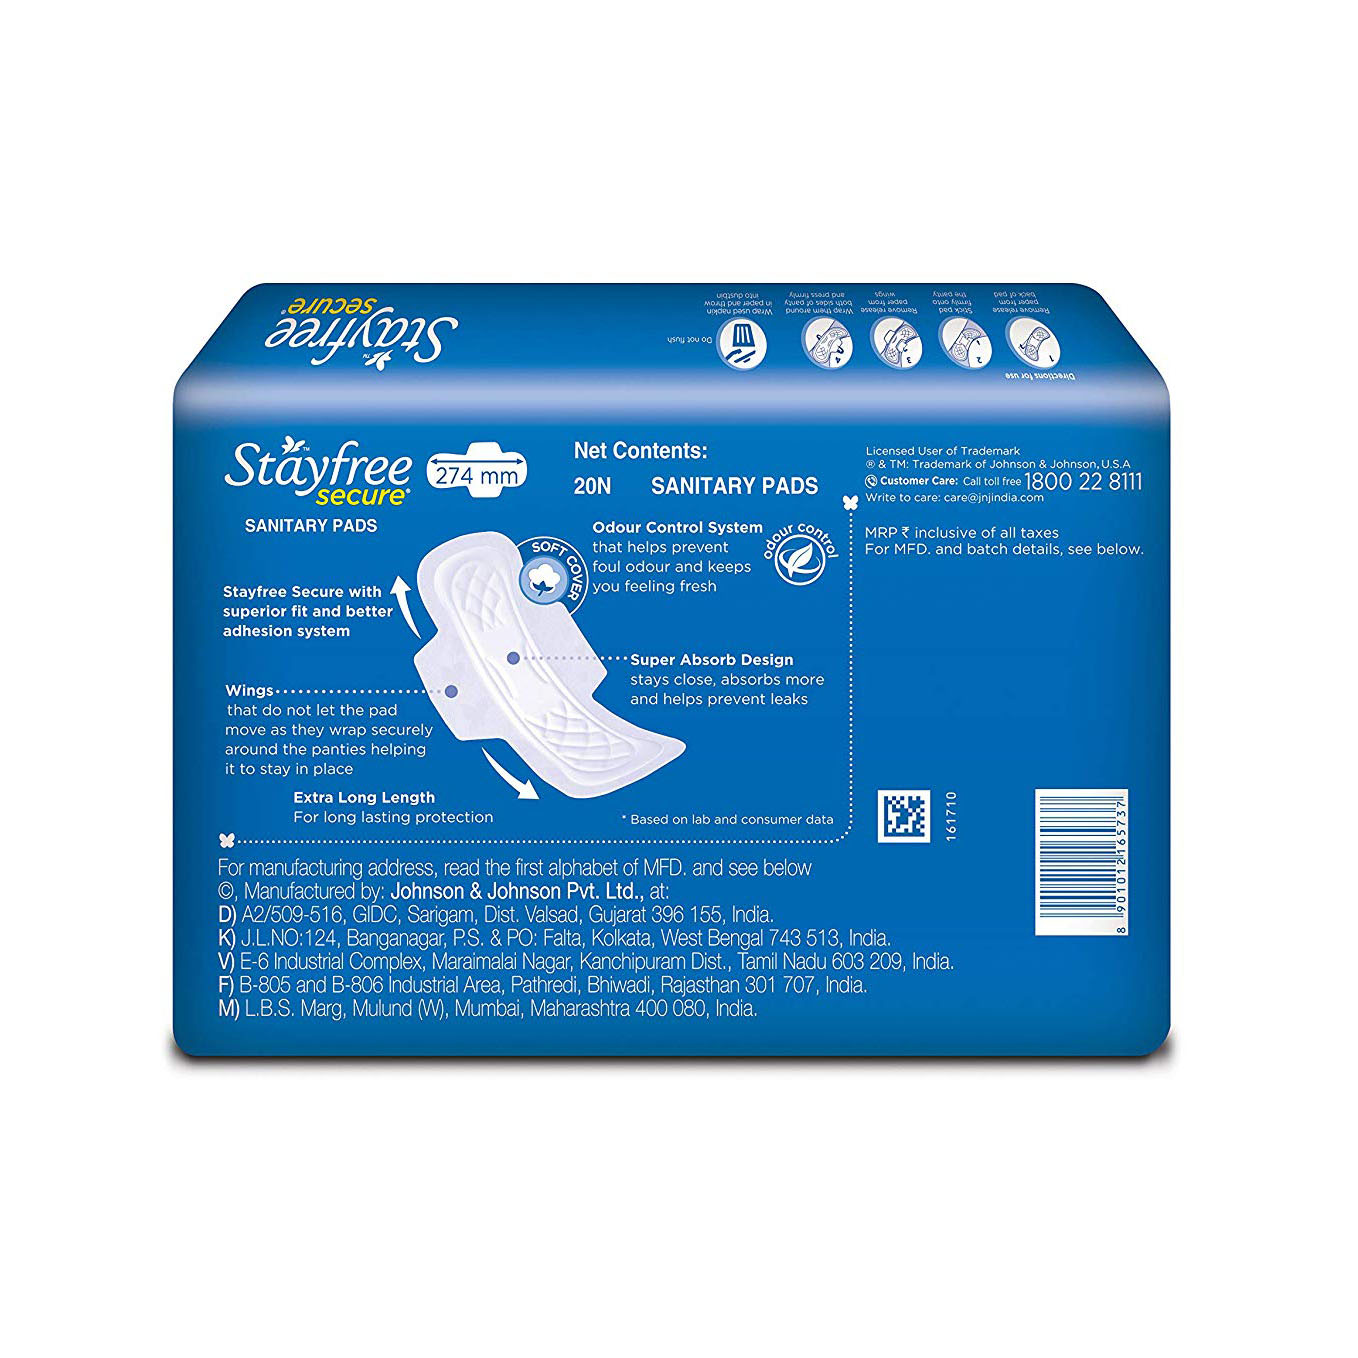 Stayfree™
secure®
Directions for use
1
Remove release
paper from
back of pad
2
Stick pad
firmly onto
the panty
3
Remove release
paper from
wings
4
Wrap them around
both sides of panty
and press firmly
Do not flush
Wrap used napkin
in paper and throw
into dustbin
Stayfree™
secure®
274 mm
SANITARY PADS
Net Contents:
20N SANITARY PADS
Licensed User of Trademark
® & TM: Trademark of Johnson & Johnson, U.S.A
Customer Care: Call toll free 1800 22 8111
Write to care: care@jnjindia.com
MRP ₹ inclusive of all taxes
For MFD. and batch details, see below.
Odour Control System
that helps prevent
foul odour and keeps
you feeling fresh
odour control
SOFT COVER
Stayfree Secure with
superior fit and better
adhesion system
Super Absorb Design
stays close, absorbs more
and helps prevent leaks
Wings
that do not let the pad
move as they wrap securely
around the panties helping
it to stay in place
Extra Long Length
For long lasting protection
* Based on lab and consumer data
161710
8901012165737
For manufacturing address, read the first alphabet of MFD. and see below
©, Manufactured by: Johnson & Johnson Pvt. Ltd., at:
D) A2/509-516, GIDC, Sarigam, Dist. Valsad, Gujarat 396 155, India.
K) J.L.NO:124, Banganagar, P.S. & PO: Falta, Kolkata, West Bengal 743 513, India.
V) E-6 Industrial Complex, Maraimalai Nagar, Kanchipuram Dist., Tamil Nadu 603 209, India.
F) B-805 and B-806 Industrial Area, Pathredi, Bhiwadi, Rajasthan 301 707, India.
M) L.B.S. Marg, Mulund (W), Mumbai, Maharashtra 400 080, India.